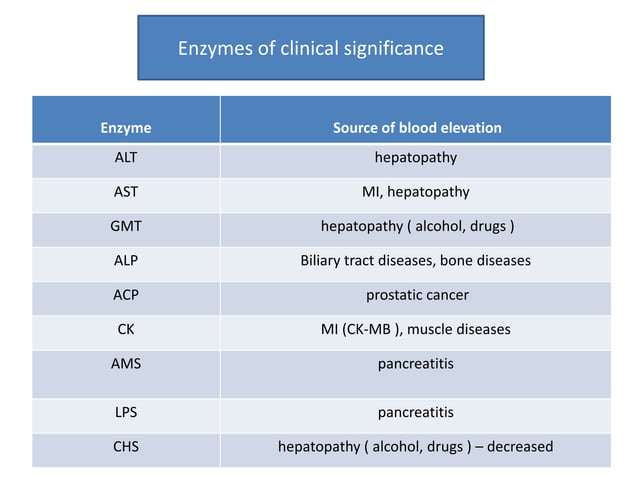 Enzymes of clinical significance
Enzyme Source of blood elevation
ALT hepatopathy
AST MI, hepatopathy
GMT hepatopathy ( alcohol, drugs )
ALP Biliary tract diseases, bone diseases
ACP prostatic cancer
CK MI (CK-MB ), muscle diseases
AMS pancreatitis
LPS pancreatitis
CHS hepatopathy ( alcohol, drugs ) – decreased